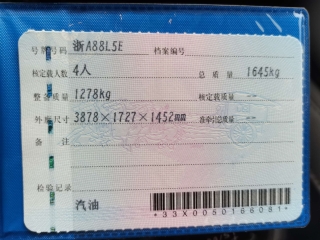 号牌号码 浙A88L5E 档案编号
核定载人数 4人 总质量 1645kg
整备质量 1278kg 核定载质量 --
外廓尺寸 3878×1727×1452mm 准牵引总质量 --
备注
检验记录
汽油
*33X0050166081*